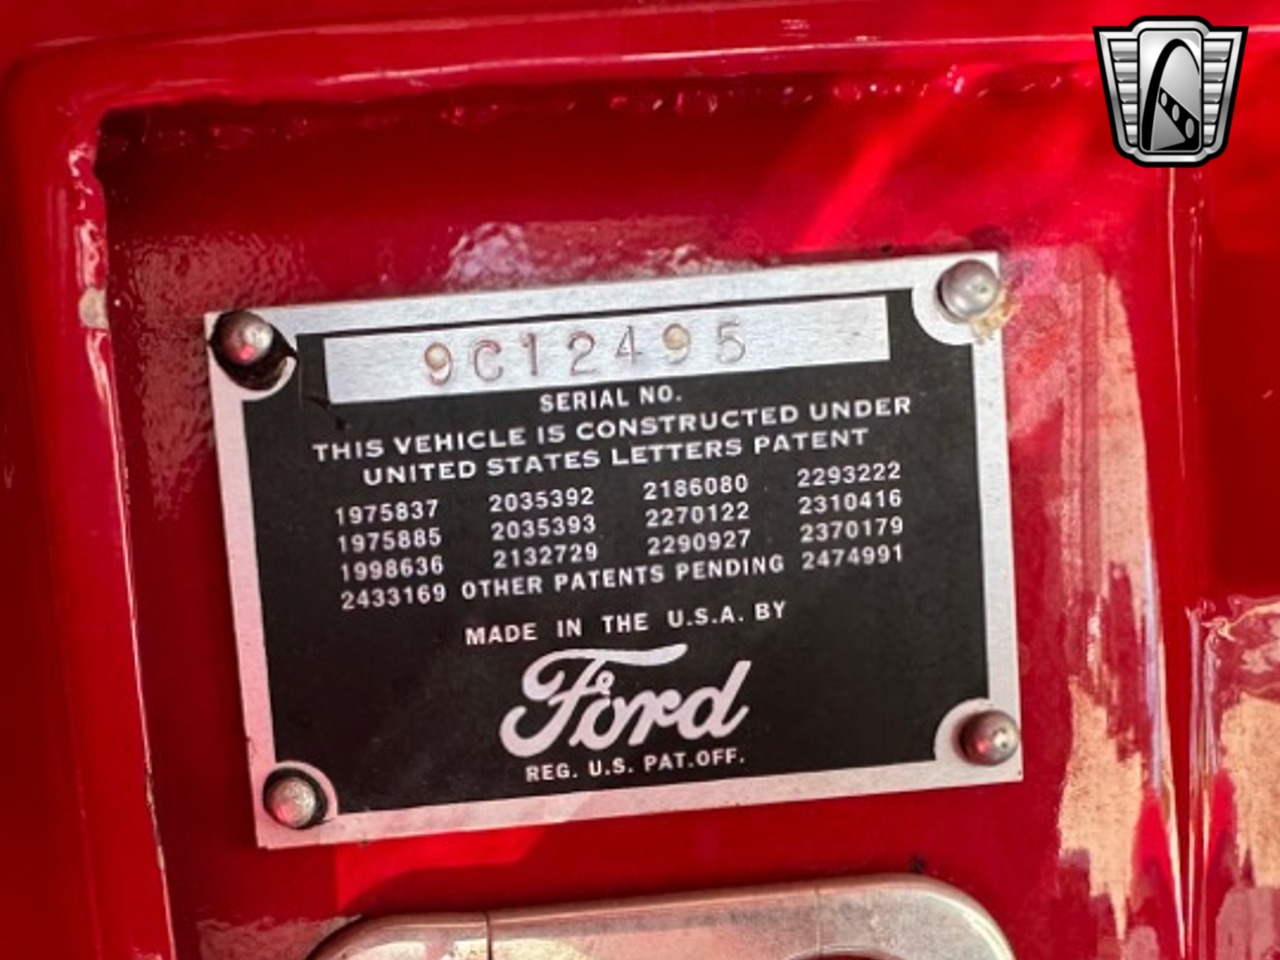 9C12495
SERIAL NO.
THIS VEHICLE IS CONSTRUCTED UNDER
UNITED STATES LETTERS PATENT
1975837 2035392 2186080 2293222
1975885 2035393 2270122 2310416
1998636 2132729 2290927 2370179
2433169 OTHER PATENTS PENDING 2474991
MADE IN THE U.S.A. BY
Ford
REG. U.S. PAT.OFF.